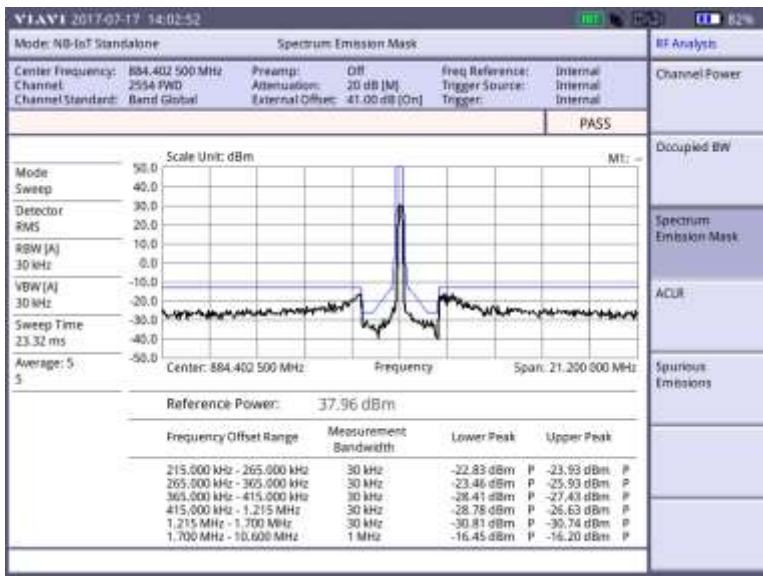 VIAVI 2017-07-17 14:02:52
INT
82%
Mode: NB-IoT Standalone
Spectrum Emission Mask
RF Analysis
Center Frequency: 884.402 500 MHz
Channel: 2554 FWD
Channel Standard: Band Global
Preamp: Off
Attenuation: 20 dB [M]
External Offset: 41.00 dB [On]
Freq Reference: Internal
Trigger Source: Internal
Trigger: Internal
PASS
Mode
Sweep
Detector
RMS
RBW [A]
30 kHz
VBW [A]
30 kHz
Sweep Time
23.32 ms
Average: 5
5
Scale Unit: dBm
M1: --
50.0
40.0
30.0
20.0
10.0
0.0
-10.0
-20.0
-30.0
-40.0
-50.0
Center: 884.402 500 MHz
Frequency
Span: 21.200 000 MHz
Reference Power: 37.96 dBm
Frequency Offset Range
Measurement Bandwidth
Lower Peak
Upper Peak
215.000 kHz - 265.000 kHz 30 kHz -22.83 dBm P -23.93 dBm P
265.000 kHz - 365.000 kHz 30 kHz -23.46 dBm P -25.93 dBm P
365.000 kHz - 415.000 kHz 30 kHz -28.41 dBm P -27.43 dBm P
415.000 kHz - 1.215 MHz 30 kHz -28.78 dBm P -26.63 dBm P
1.215 MHz - 1.700 MHz 30 kHz -30.81 dBm P -30.74 dBm P
1.700 MHz - 10.600 MHz 1 MHz -16.45 dBm P -16.20 dBm P
Channel Power
Occupied BW
Spectrum
Emission Mask
ACLR
Spurious
Emissions